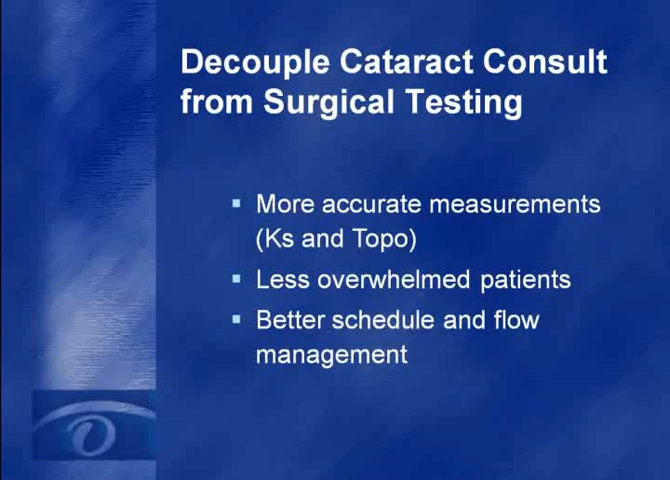 Decouple Cataract Consult
from Surgical Testing
▪ More accurate measurements
(Ks and Topo)
▪ Less overwhelmed patients
▪ Better schedule and flow
management